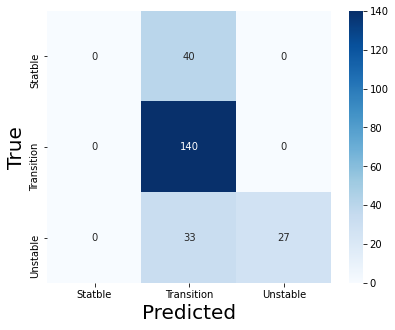 True
Statble
0 40 0
Transition
0 140 0
Unstable
0 33 27
Statble Transition Unstable
Predicted
140
120
100
80
60
40
20
0